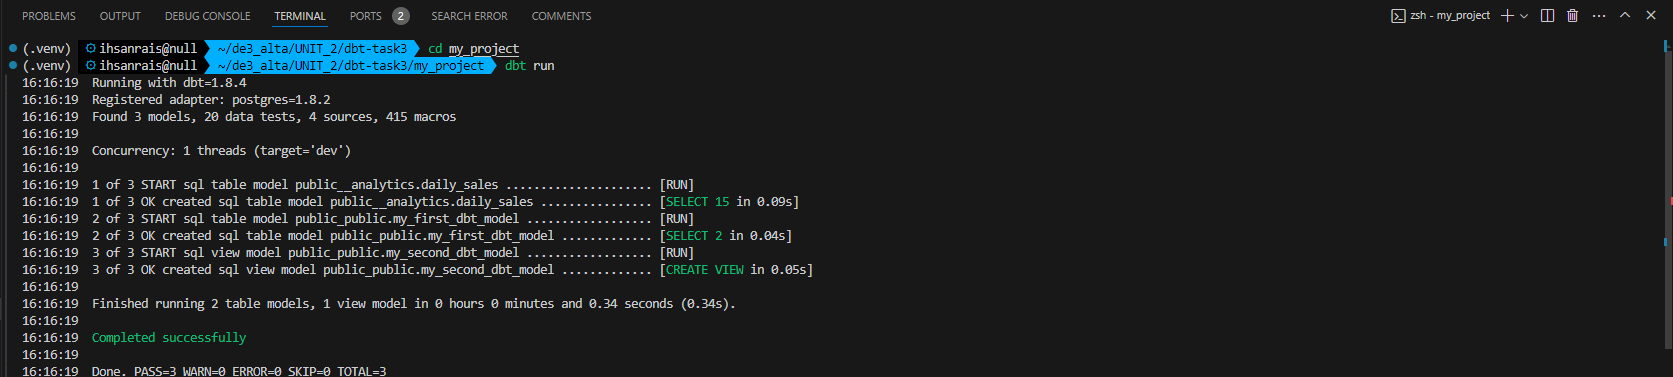 PROBLEMS OUTPUT DEBUG CONSOLE TERMINAL PORTS 2 SEARCH ERROR COMMENTS zsh - my_project
(.venv) ihsanrais@null ~/de3_alta/UNIT_2/dbt-task3 cd my_project
(.venv) ihsanrais@null ~/de3_alta/UNIT_2/dbt-task3/my_project dbt run
16:16:19 Running with dbt=1.8.4
16:16:19 Registered adapter: postgres=1.8.2
16:16:19 Found 3 models, 20 data tests, 4 sources, 415 macros
16:16:19
16:16:19 Concurrency: 1 threads (target='dev')
16:16:19
16:16:19 1 of 3 START sql table model public__analytics.daily_sales ..................... [RUN]
16:16:19 1 of 3 OK created sql table model public__analytics.daily_sales ................ [SELECT 15 in 0.09s]
16:16:19 2 of 3 START sql table model public_public.my_first_dbt_model .................. [RUN]
16:16:19 2 of 3 OK created sql table model public_public.my_first_dbt_model ............. [SELECT 2 in 0.04s]
16:16:19 3 of 3 START sql view model public_public.my_second_dbt_model .................. [RUN]
16:16:19 3 of 3 OK created sql view model public_public.my_second_dbt_model ............. [CREATE VIEW in 0.05s]
16:16:19
16:16:19 Finished running 2 table models, 1 view model in 0 hours 0 minutes and 0.34 seconds (0.34s).
16:16:19
16:16:19 Completed successfully
16:16:19
16:16:19 Done. PASS=3 WARN=0 ERROR=0 SKIP=0 TOTAL=3